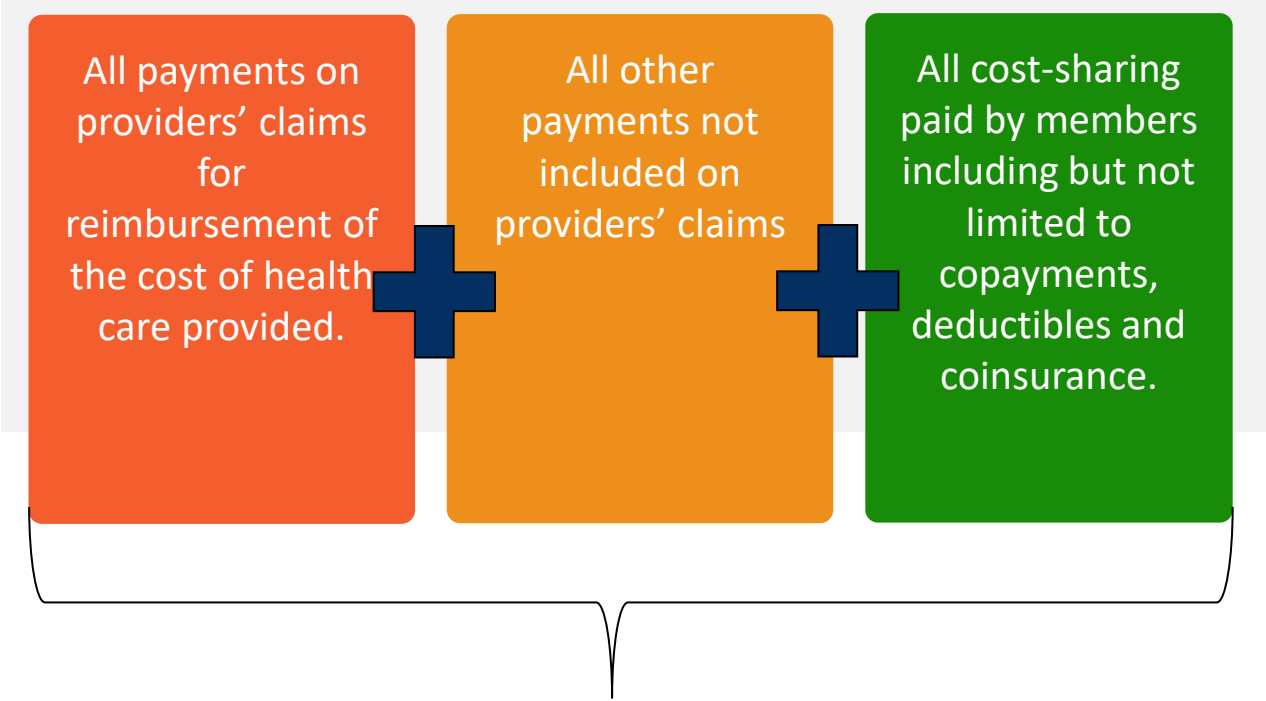 All payments on
providers’ claims
for
reimbursement of
the cost of health
care provided.
All other
payments not
included on
providers’ claims
All cost-sharing
paid by members
including but not
limited to
copayments,
deductibles and
coinsurance.